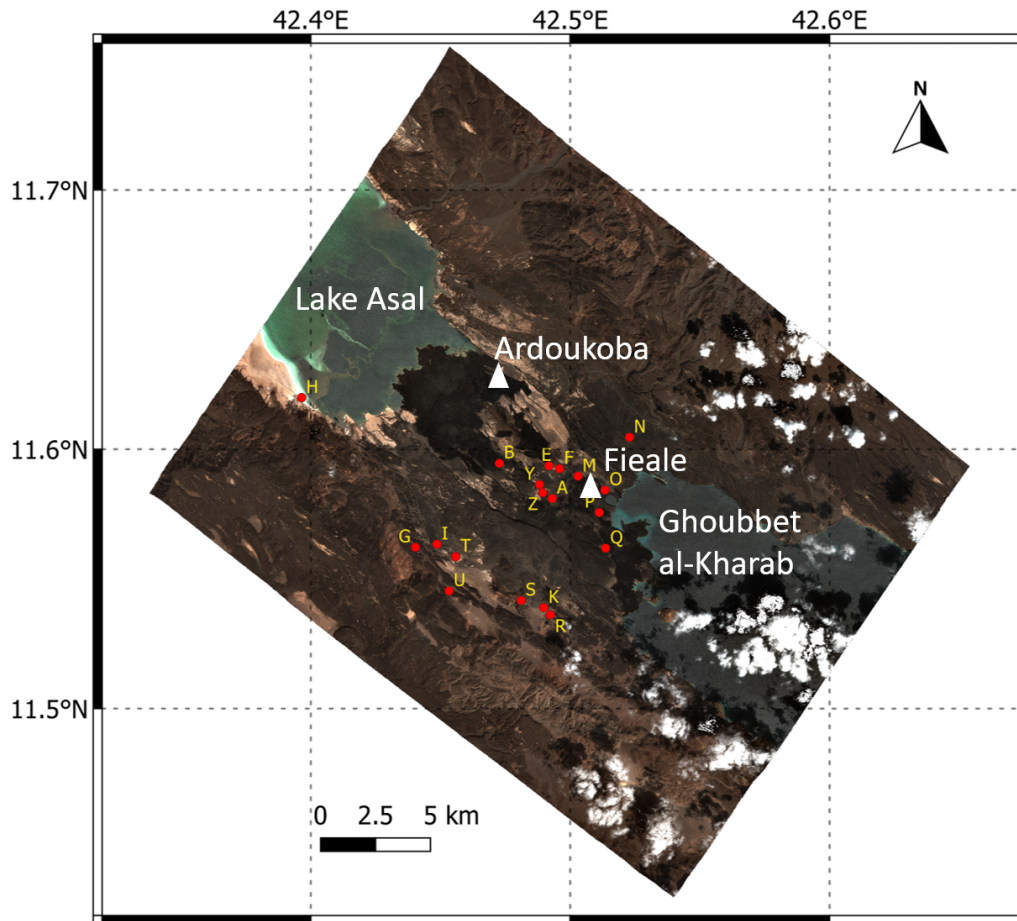 42.4°E 42.5°E 42.6°E
N
11.7°N
Lake Asal
Ardoukoba
H
N
11.6°N
B E F M Fieale
Y A O
Z P
Ghoubbet
al-Kharab
Q
G I T
U
S K
R
11.5°N
0 2.5 5 km